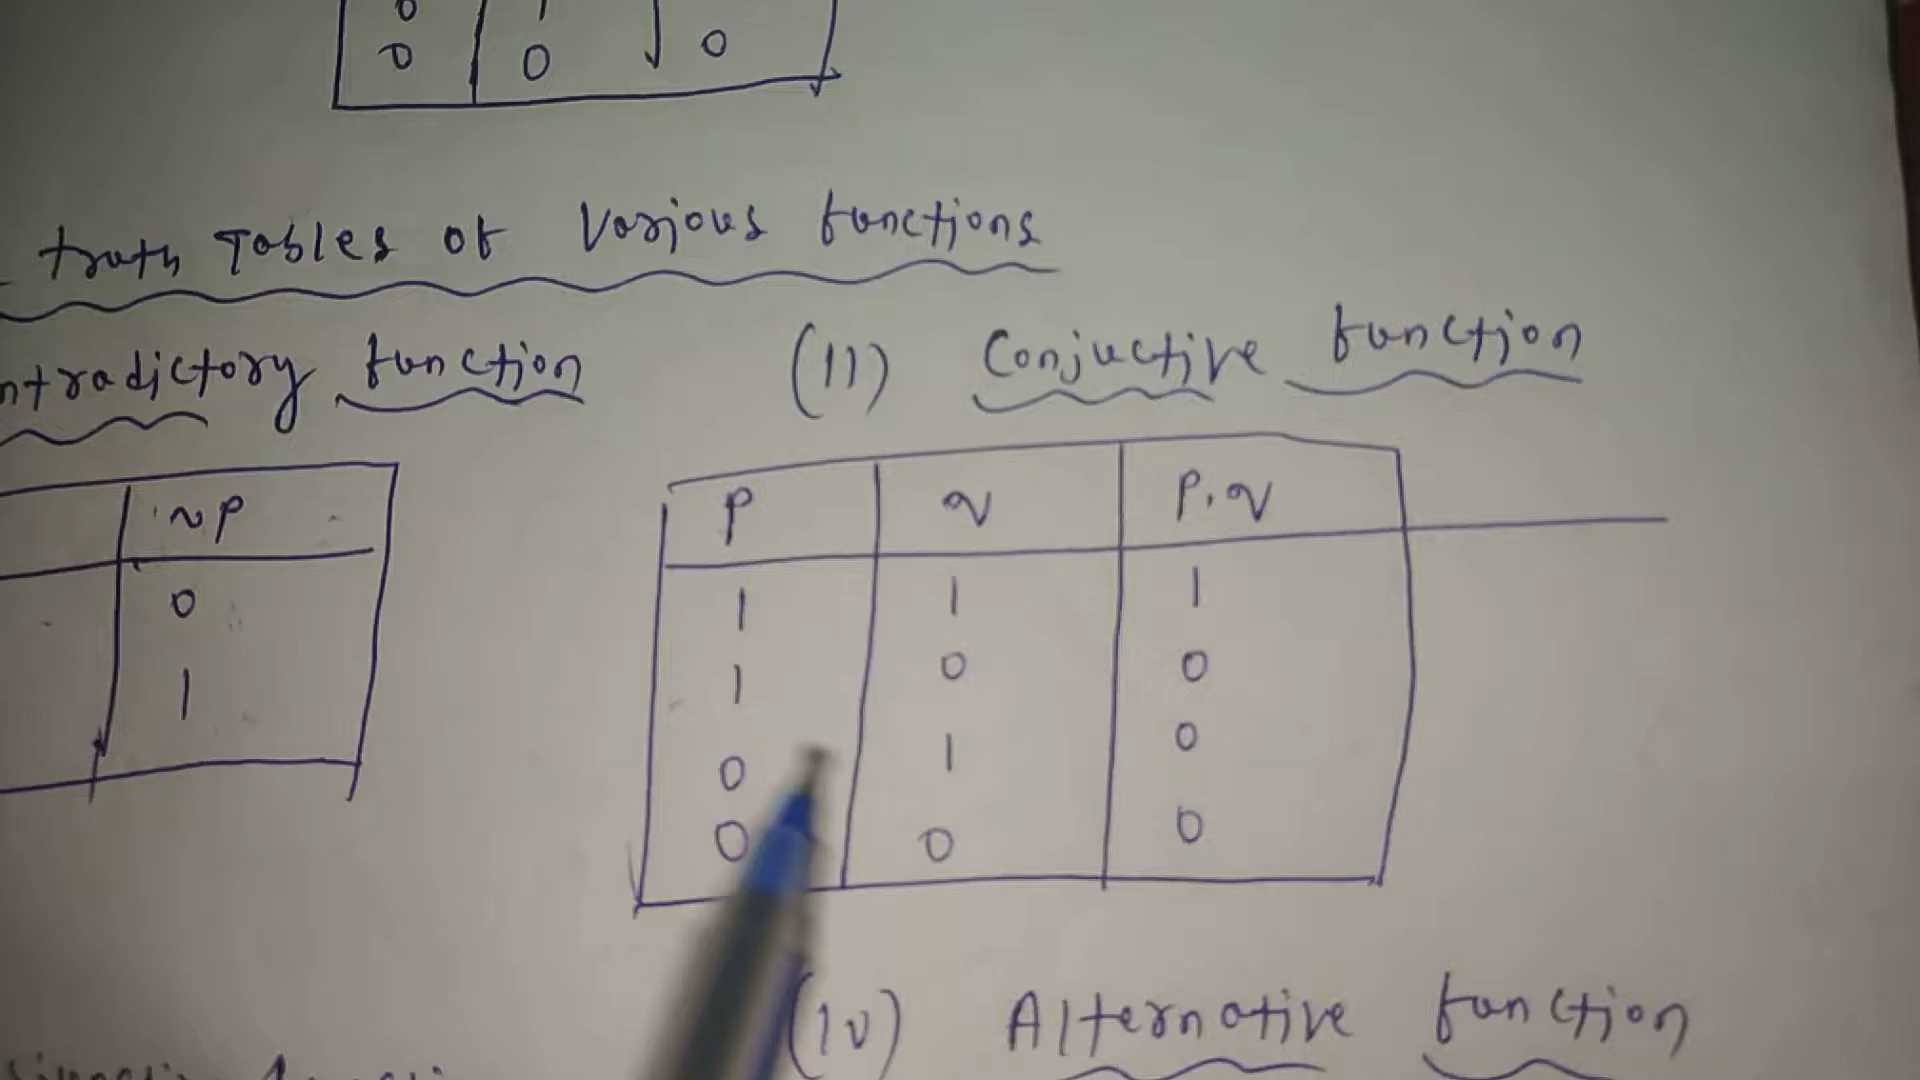 0
0 0 0
truth Tables of Various functions
ntradictory function
(II) Conjuctive function
~p
0
1
p q p.q
1 1 1
1 0 0
0 1 0
0 0 0
(IV) Alternative function